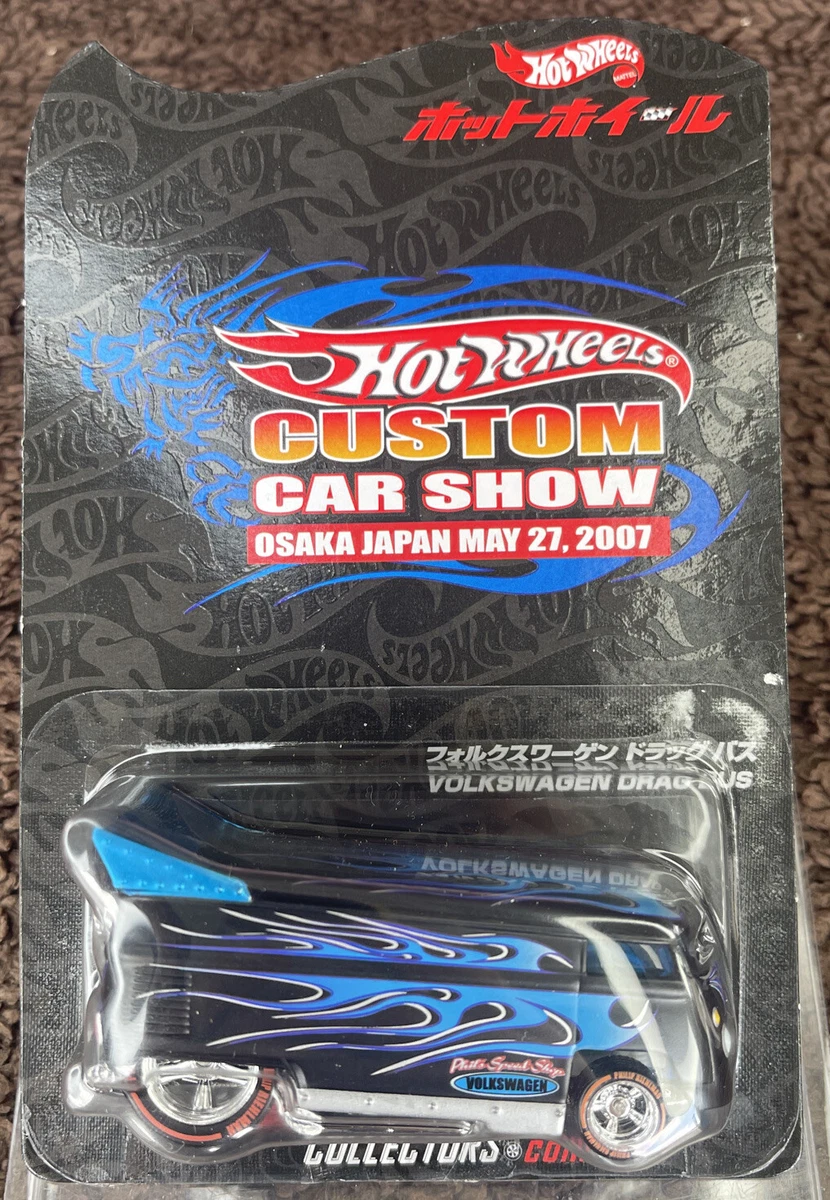 Hot Wheels
MATTEL
ホットホイール
Hot Wheels®
CUSTOM
CAR SHOW
OSAKA JAPAN MAY 27, 2007
フォルクスワーゲン ドラッグ バス
VOLKSWAGEN DRAG BUS
Phil's Speed Shop
VOLKSWAGEN
COLLECTORS